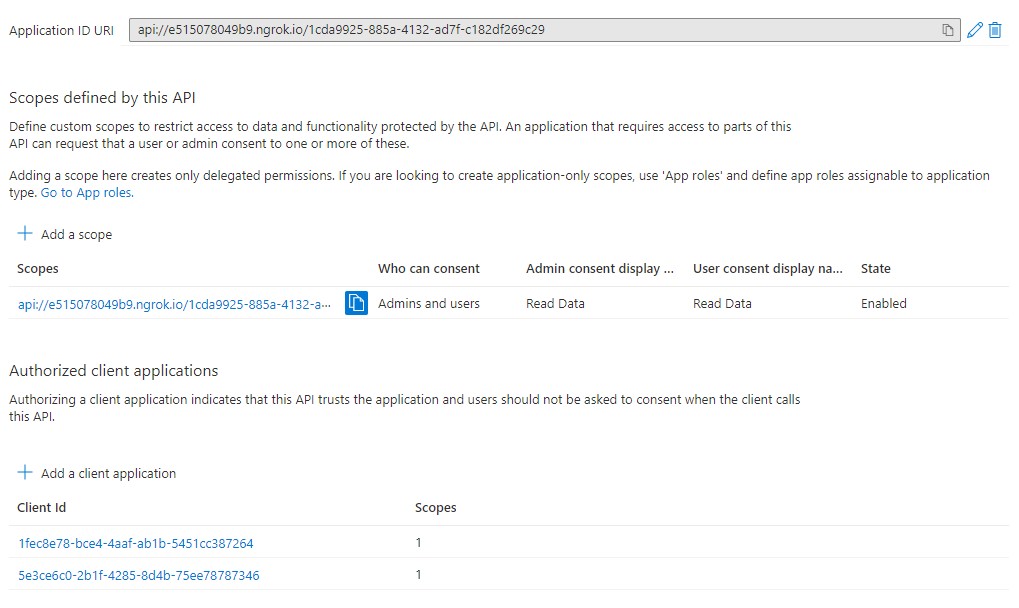 Application ID URI api://e515078049b9.ngrok.io/1cda9925-885a-4132-ad7f-c182df269c29
Scopes defined by this API
Define custom scopes to restrict access to data and functionality protected by the API. An application that requires access to parts of this
API can request that a user or admin consent to one or more of these.
Adding a scope here creates only delegated permissions. If you are looking to create application-only scopes, use 'App roles' and define app roles assignable to application
type. Go to App roles.
Add a scope
Scopes Who can consent Admin consent display ... User consent display na... State
api://e515078049b9.ngrok.io/1cda9925-885a-4132-a... Admins and users Read Data Read Data Enabled
Authorized client applications
Authorizing a client application indicates that this API trusts the application and users should not be asked to consent when the client calls
this API.
Add a client application
Client Id Scopes
1fec8e78-bce4-4aaf-ab1b-5451cc387264 1
5e3ce6c0-2b1f-4285-8d4b-75ee78787346 1